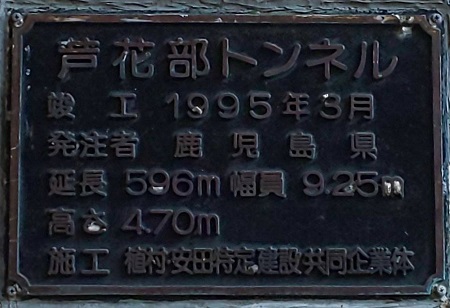 芦花部トンネル
竣工 1995年3月
発注者 鹿児島県
延長 596m 幅員 9.25m
高さ 4.70m
施工 植村・安田特定建設共同企業体